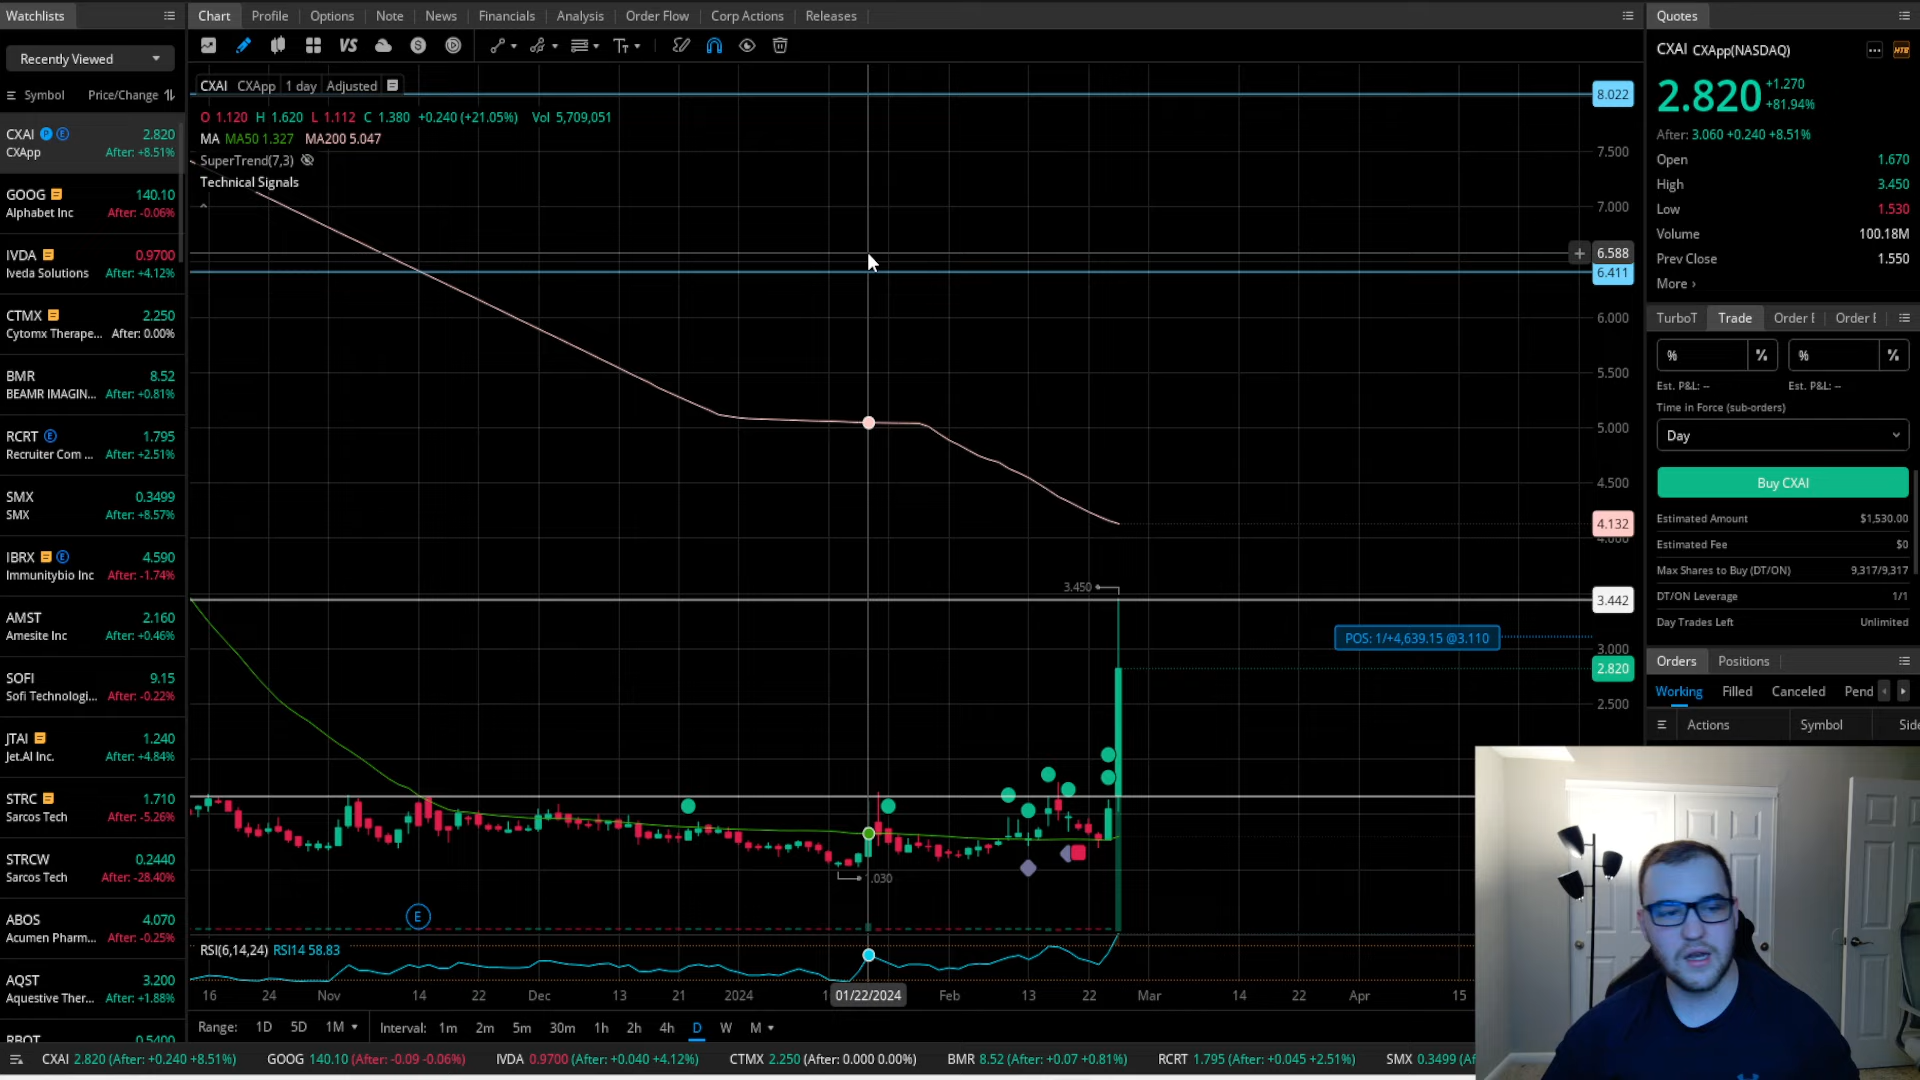 Watchlists
Chart Profile Options Note News Financials Analysis Order Flow Corp Actions Releases
Quotes
Recently Viewed
VS S D T
Symbol Price/Change
CXAI P E 2.820
CXApp After: +8.51%
GOOG 140.10
Alphabet Inc After: -0.06%
IVDA 0.9700
Iveda Solutions After: +4.12%
CTMX 2.250
Cytomx Therape... After: 0.00%
BMR 8.52
BEAMR IMAGIN... After: +0.81%
RCRT E 1.795
Recruiter Com ... After: +2.51%
SMX 0.3499
SMX After: +8.57%
IBRX E 4.590
Immunitybio Inc After: -1.74%
AMST 2.160
Amesite Inc After: +0.46%
SOFI 9.15
Sofi Technologi... After: -0.22%
JTAI 1.240
Jet.AI Inc. After: +4.84%
STRC 1.710
Sarcos Tech After: -5.26%
STRCW 0.2440
Sarcos Tech After: -28.40%
ABOS 4.070
Acumen Pharm... After: -0.25%
AQST 3.200
Aquestive Ther... After: +1.88%
CXAI CXApp 1 day Adjusted
O 1.120 H 1.620 L 1.112 C 1.380 +0.240 (+21.05%) Vol 5,709,051
MA MA50 1.327 MA200 5.047
SuperTrend(7,3)
Technical Signals
8.022
7.500
7.000
6.588
6.411
6.000
5.500
5.000
4.500
4.132
3.450
3.442
POS: 1/+4,639.15 @3.110
3.000
2.820
2.500
.030
E
RSI(6,14,24) RSI14 58.83
16 24 Nov 14 22 Dec 13 21 2024 1 01/22/2024 Feb 13 22 Mar 14 22 Apr 15
Range: 1D 5D 1M Interval: 1m 2m 5m 30m 1h 2h 4h D W M
CXAI CXApp(NASDAQ)
HTB
2.820 +1.270
+81.94%
After: 3.060 +0.240 +8.51%
Open 1.670
High 3.450
Low 1.530
Volume 100.18M
Prev Close 1.550
More ›
TurboT Trade Order E Order E
% % % %
Est. P&L: -- Est. P&L: --
Time in Force (sub-orders)
Day
Buy CXAI
Estimated Amount $1,530.00
Estimated Fee $0
Max Shares to Buy (DT/ON) 9,317/9,317
DT/ON Leverage 1/1
Day Trades Left Unlimited
Orders Positions
Working Filled Canceled Pend
Actions Symbol Side
CXAI 2.820 (After: +0.240 +8.51%) GOOG 140.10 (After: -0.09 -0.06%) IVDA 0.9700 (After: +0.040 +4.12%) CTMX 2.250 (After: 0.000 0.00%) BMR 8.52 (After: +0.07 +0.81%) RCRT 1.795 (After: +0.045 +2.51%) SMX 0.3499 (Af